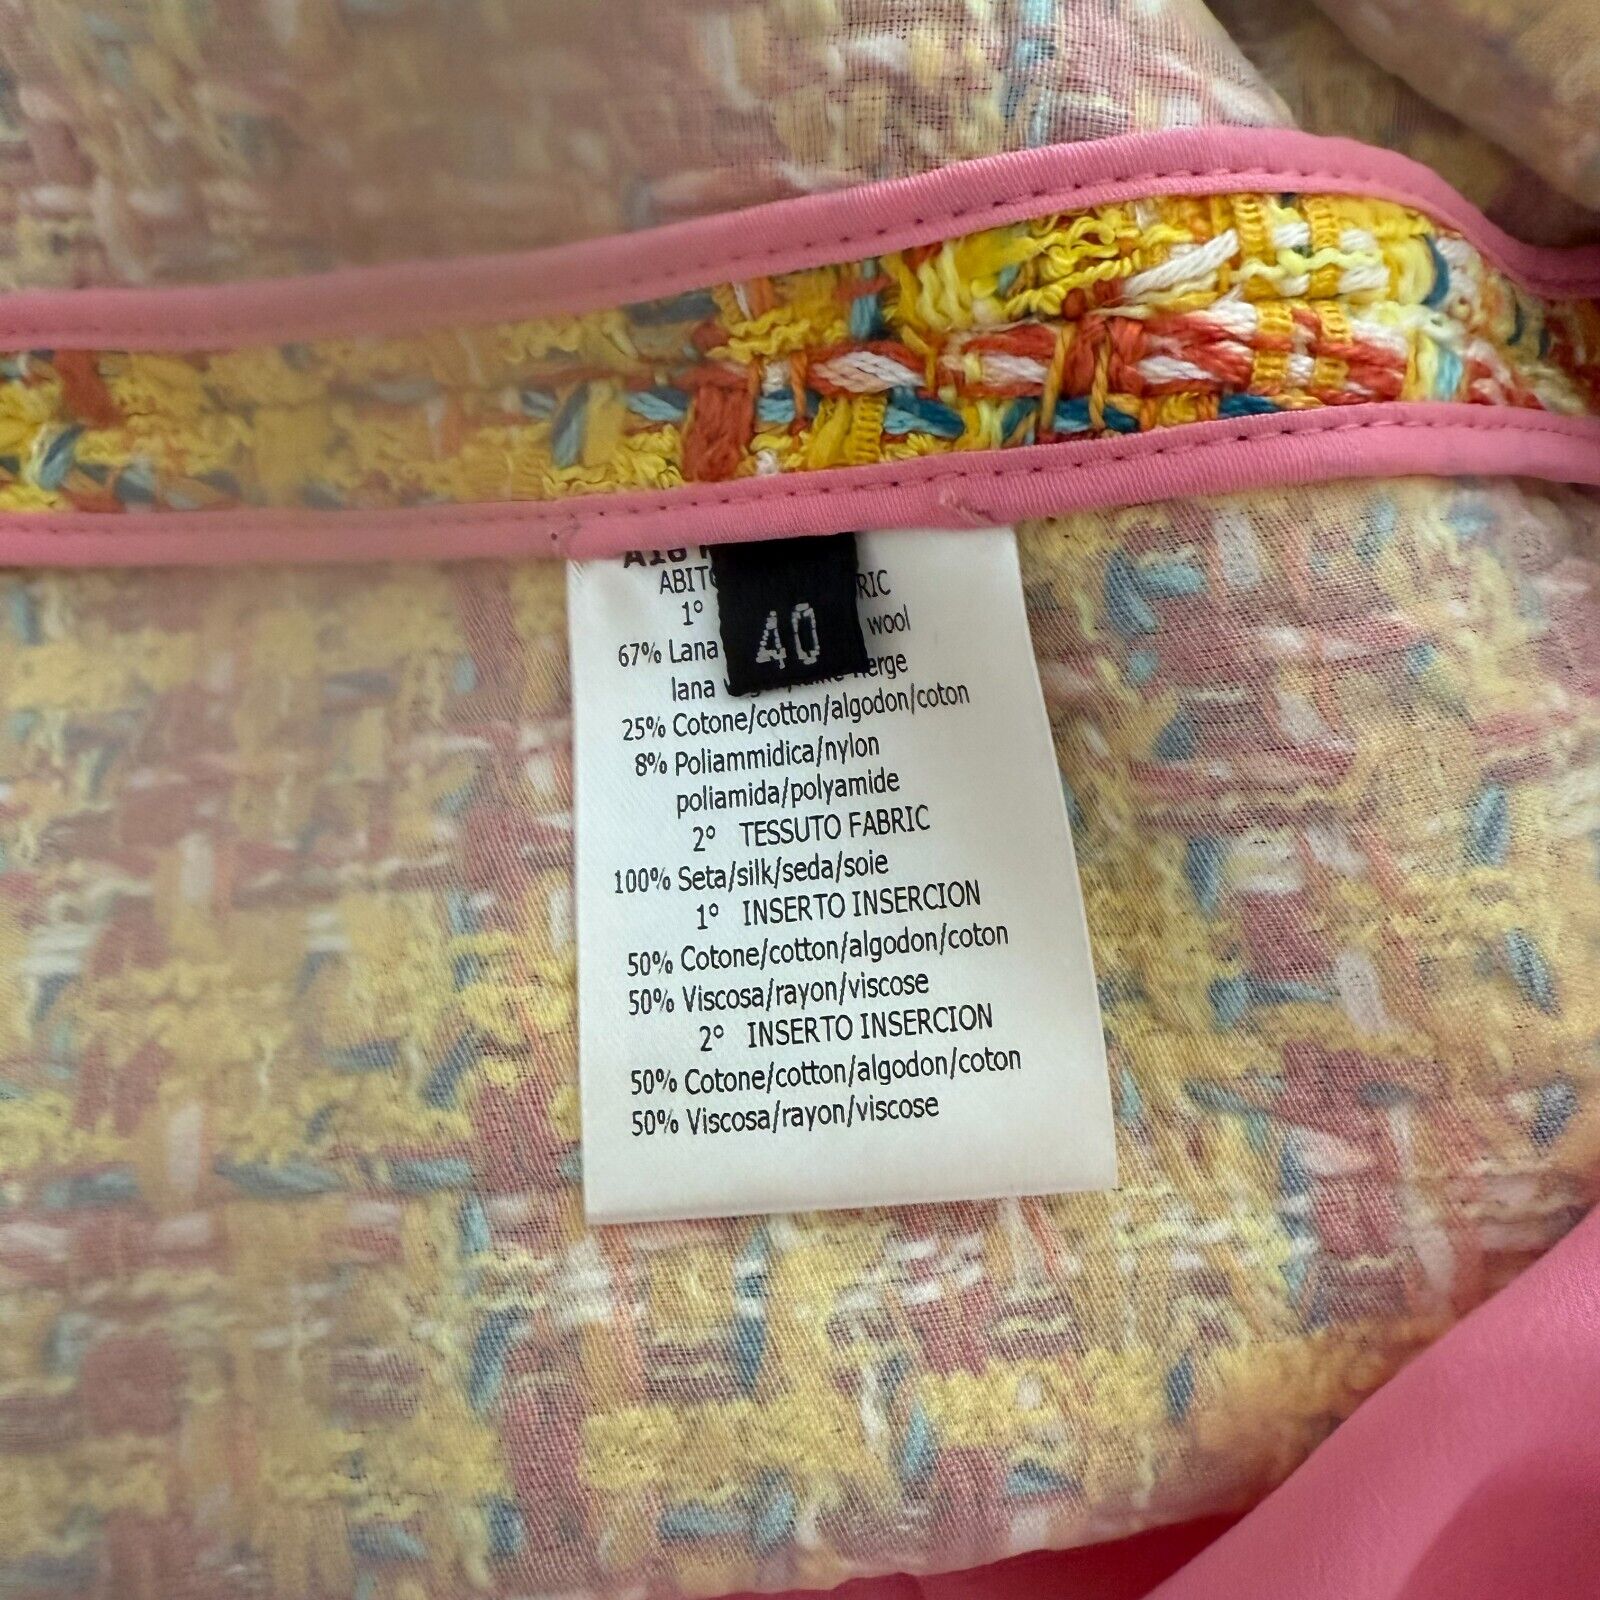 A16
40
1°
67% Lana wool
lana
25% Cotone/cotton/algodon/coton
8% Poliammidica/nylon
poliamida/polyamide
2° TESSUTO FABRIC
100% Seta/silk/seda/soie
1° INSERTO INSERCION
50% Cotone/cotton/algodon/coton
50% Viscosa/rayon/viscose
2° INSERTO INSERCION
50% Cotone/cotton/algodon/coton
50% Viscosa/rayon/viscose